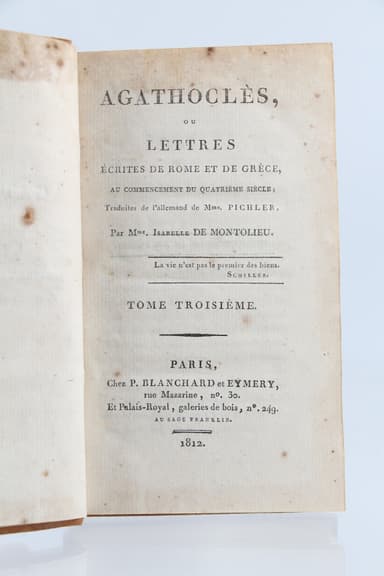 AGATHOCLÈS,
OU
LETTRES
ÉCRITES DE ROME ET DE GRÈCE,
AU COMMENCEMENT DU QUATRIÈME SIÈCLE;
Traduites de l'allemand de Mme. PICHLER.
Par Mme. ISABELLE DE MONTOLIEU.
La vie n'est pas le premier des biens.
SCHILLER.
TOME TROISIÈME.
PARIS,
Chez P. BLANCHARD et EYMERY,
rue Mazarine, no. 30.
Et Palais-Royal, galeries de bois, no. 249.
AU SAGE FRANKLIN.
1812.